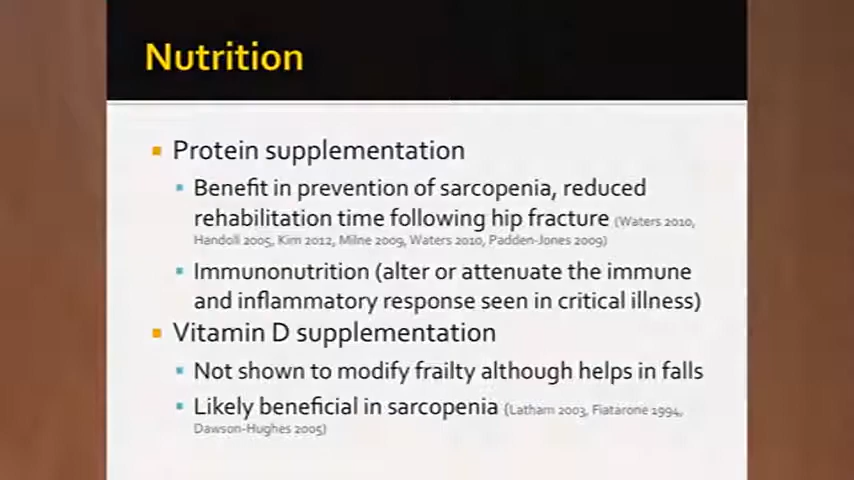 Nutrition
Protein supplementation
Benefit in prevention of sarcopenia, reduced
rehabilitation time following hip fracture (Waters 2010,
Handoll 2005, Kim 2012, Milne 2009, Waters 2010, Padden-Jones 2009)
Immunonutrition (alter or attenuate the immune
and inflammatory response seen in critical illness)
Vitamin D supplementation
Not shown to modify frailty although helps in falls
Likely beneficial in sarcopenia (Latham 2003, Fiatarone 1994,
Dawson-Hughes 2005)